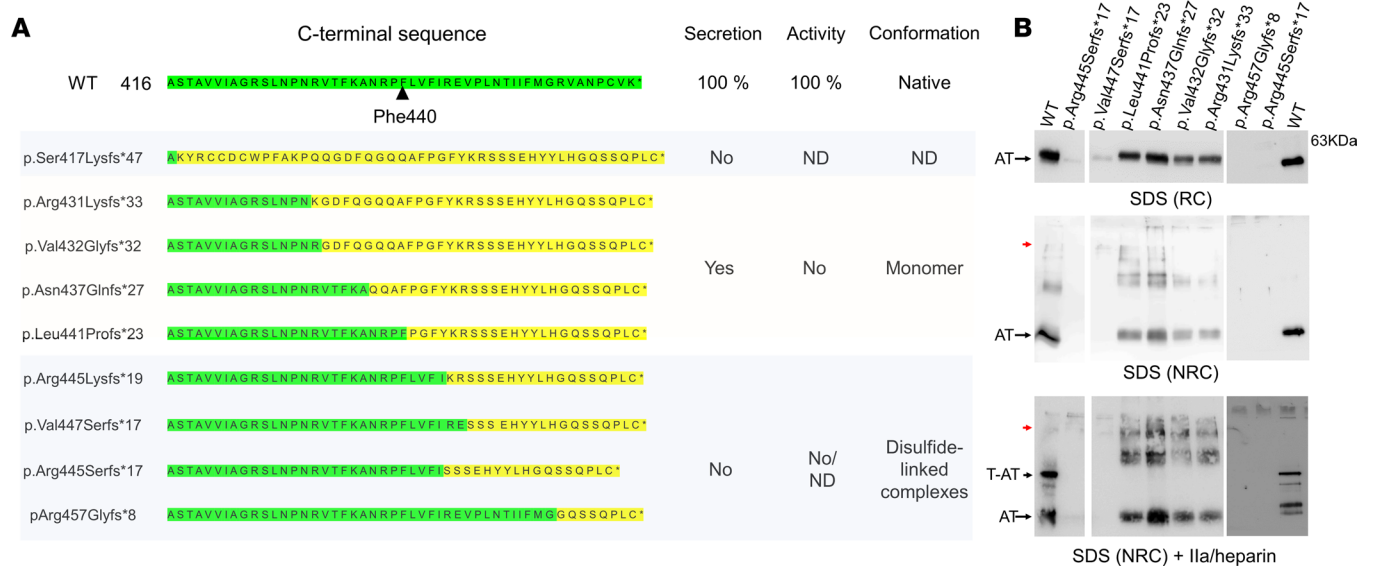 A
C-terminal sequence
Secretion
Activity
Conformation
WT 416 ASTAVVIAGRSLNPNRVTFKANRPFLVFIREVPLNTIIFMGRVANPCVK*
100 %
100 %
Native
Phe440
p.Ser417Lysfs*47 AKYRCCDCWPFAKPQQGDFQGQQAFPGFYKRSSSEHYYLHGQSSQPLC*
No
ND
ND
p.Arg431Lysfs*33 ASTAVVIAGRSLNPNKGDFQGQQAFPGFYKRSSSEHYYLHGQSSQPLC*
p.Val432Glyfs*32 ASTAVVIAGRSLNPNRGDFQGQQAFPGFYKRSSSEHYYLHGQSSQPLC*
p.Asn437Glnfs*27 ASTAVVIAGRSLNPNRVTFKAQQAFPGFYKRSSSEHYYLHGQSSQPLC*
p.Leu441Profs*23 ASTAVVIAGRSLNPNRVTFKANRPFPGFYKRSSSEHYYLHGQSSQPLC*
Yes
No
Monomer
p.Arg445Lysfs*19 ASTAVVIAGRSLNPNRVTFKANRPFLVFIKRSSSEHYYLHGQSSQPLC*
p.Val447Serfs*17 ASTAVVIAGRSLNPNRVTFKANRPFLVFIRESSSEHYYLHGQSSQPLC*
p.Arg445Serfs*17 ASTAVVIAGRSLNPNRVTFKANRPFLVFISSSEHYYLHGQSSQPLC*
pArg457Glyfs*8 ASTAVVIAGRSLNPNRVTFKANRPFLVFIREVPLNTIIFMGGQSSQPLC*
No
No/
ND
Disulfide-
linked
complexes
B
WT
p.Arg445Serfs*17
p.Val447Serfs*17
p.Leu441Profs*23
p.Asn437Glnfs*27
p.Val432Glyfs*32
p.Arg431Lysfs*33
p.Arg457Glyfs*8
p.Arg445Serfs*17
WT
63KDa
AT
SDS (RC)
AT
SDS (NRC)
T-AT
AT
SDS (NRC) + IIa/heparin